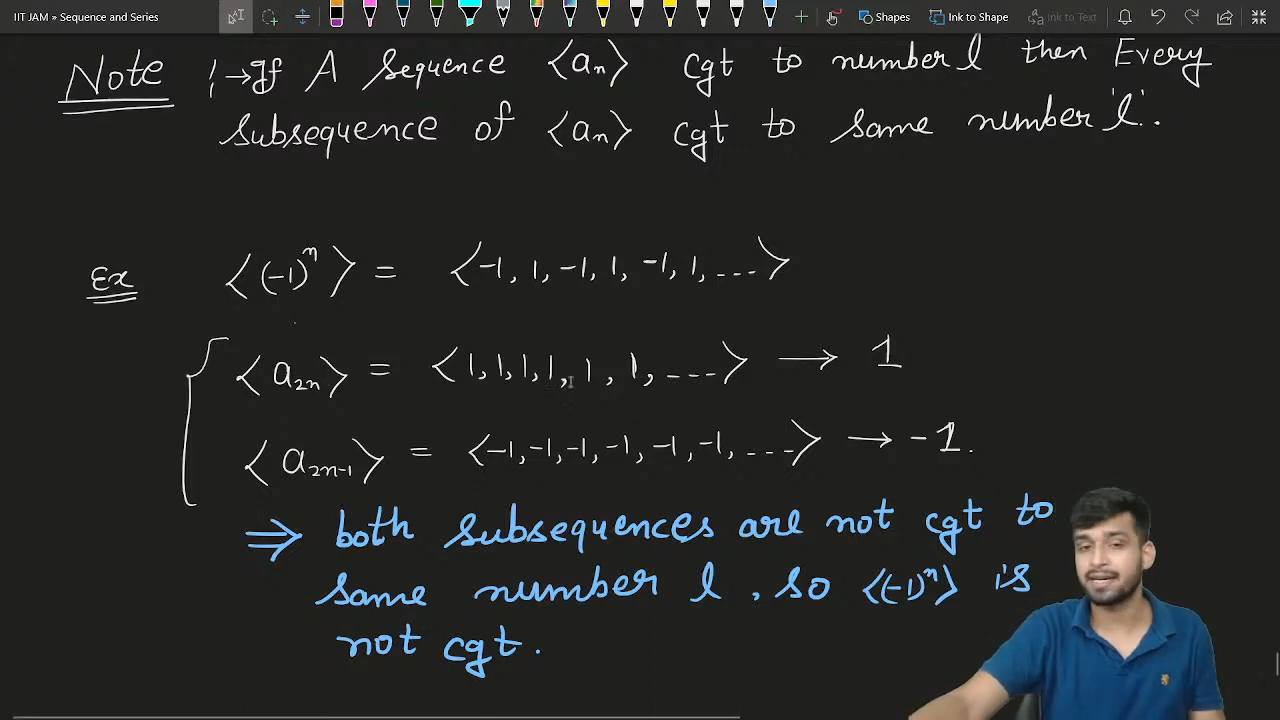 IIT JAM » Sequence and Series
Shapes
Ink to Shape
Ink to Text
Note :→ If A Sequence <aₙ> cgt to number l then Every
subsequence of <aₙ> cgt to same number 'l'.
Ex <(-1)ⁿ> = <-1, 1, -1, 1, -1, 1, ...>
<a₂ₙ> = <1, 1, 1, 1, 1, 1, ...> → 1
<a₂ₙ₋₁> = <-1, -1, -1, -1, -1, -1, ...> → -1.
⇒ both subsequences are not cgt to
same number l, so <(-1)ⁿ> is
not cgt.